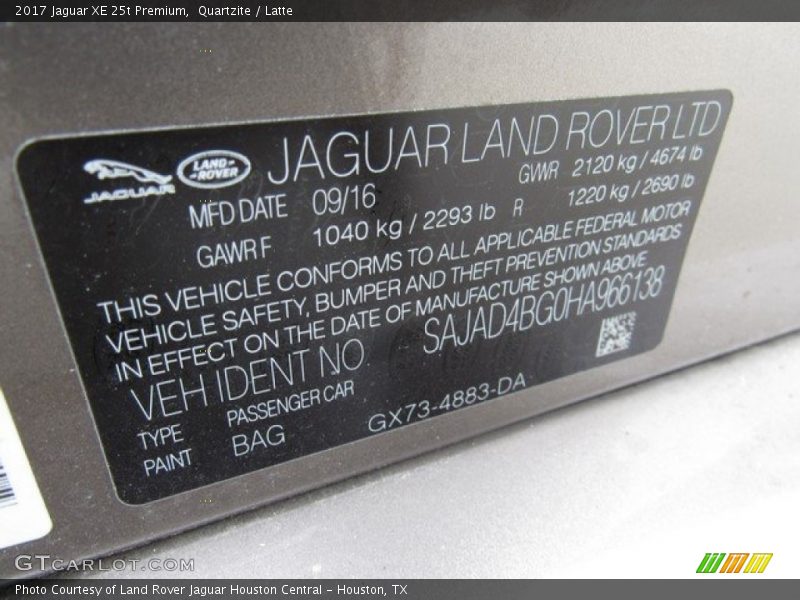 2017 Jaguar XE 25t Premium, Quartzite / Latte
JAGUAR LAND-ROVER JAGUAR LAND ROVER LTD
MFD DATE 09/16 GVWR 2120 kg / 4674 lb
GAWR F 1040 kg / 2293 lb R 1220 kg / 2690 lb
THIS VEHICLE CONFORMS TO ALL APPLICABLE FEDERAL MOTOR
VEHICLE SAFETY, BUMPER AND THEFT PREVENTION STANDARDS
IN EFFECT ON THE DATE OF MANUFACTURE SHOWN ABOVE
VEH IDENT NO SAJAD4BG0HA966138
TYPE PASSENGER CAR
PAINT BAG GX73-4883-DA
GTCARLOT.COM
Photo Courtesy of Land Rover Jaguar Houston Central - Houston, TX